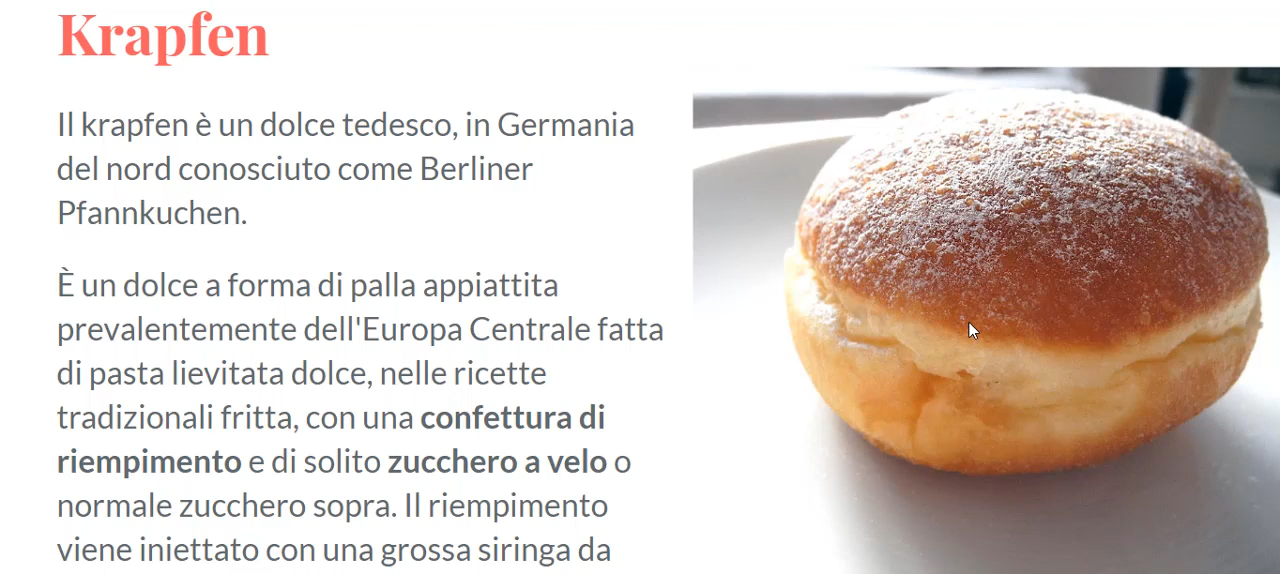 Krapfen
Il krapfen è un dolce tedesco, in Germania
del nord conosciuto come Berliner
Pfannkuchen.
È un dolce a forma di palla appiattita
prevalentemente dell'Europa Centrale fatta
di pasta lievitata dolce, nelle ricette
tradizionali fritta, con una confettura di
riempimento e di solito zucchero a velo o
normale zucchero sopra. Il riempimento
viene iniettato con una grossa siringa da